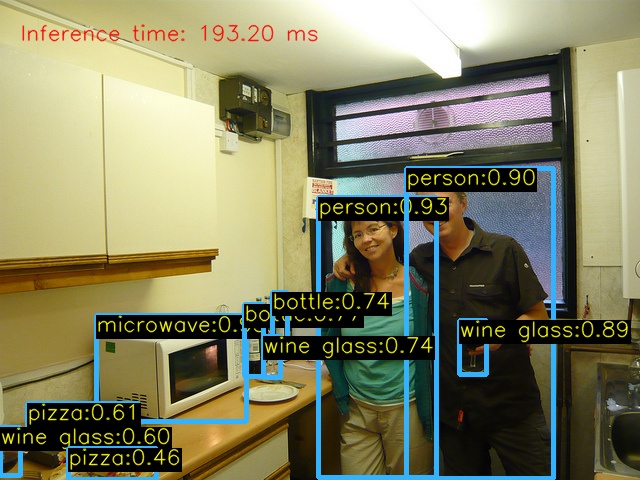 Inference time: 193.20 ms
person:0.90
person:0.93
bottle:0.74
microwave:0.
wine glass:0.89
wine glass:0.74
pizza:0.61
wine glass:0.60
pizza:0.46